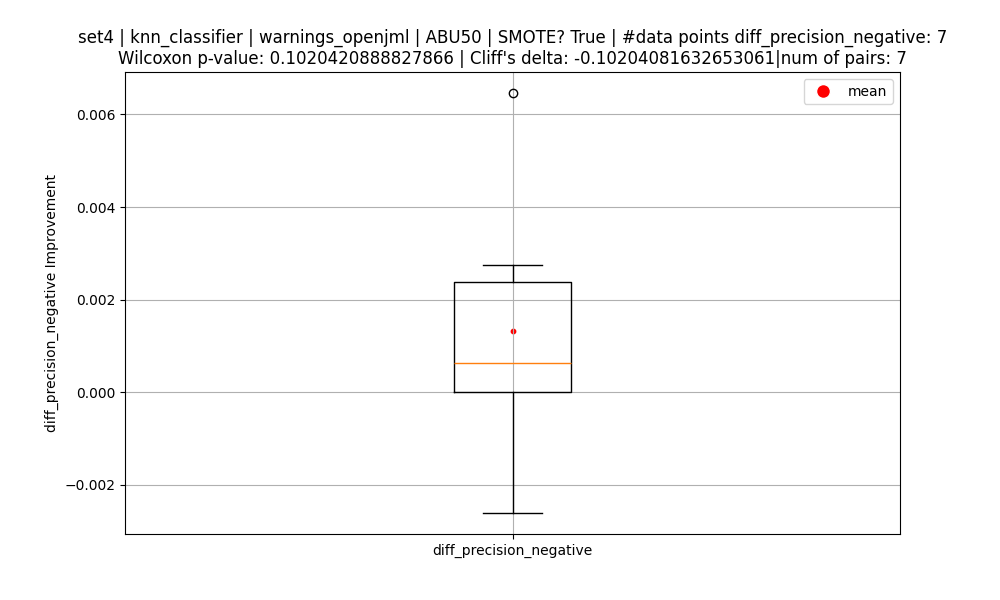 set4 | knn_classifier | warnings_openjml | ABU50 | SMOTE? True | #data points diff_precision_negative: 7
Wilcoxon p-value: 0.1020420888827866 | Cliff's delta: -0.10204081632653061|num of pairs: 7
mean
0.006
0.004
0.002
0.000
−0.002
diff_precision_negative Improvement
diff_precision_negative